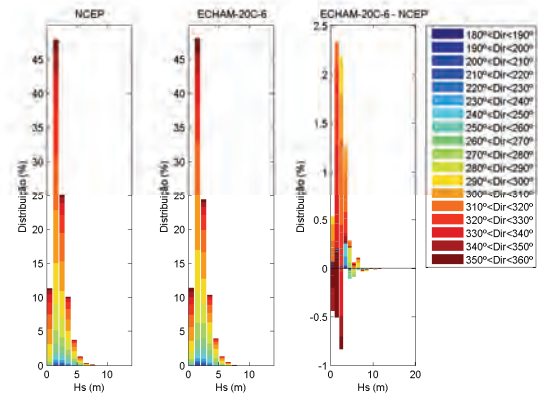 NCEP
ECHAM-20C-6
ECHAM-20C-6 - NCEP
Distribuição (%)
45
40
35
30
25
20
15
10
5
0
0 5 10
Hs (m)
Distribuição (%)
45
40
35
30
25
20
15
10
5
0
0 5 10
Hs (m)
Distribuição (%)
2.5
2
1.5
1
0.5
0
-0.5
-1
0 10 20
Hs (m)
180º<Dir<190º
190º<Dir<200º
200º<Dir<210º
210º<Dir<220º
220º<Dir<230º
230º<Dir<240º
240º<Dir<250º
250º<Dir<260º
260º<Dir<270º
270º<Dir<280º
280º<Dir<290º
290º<Dir<300º
300º<Dir<310º
310º<Dir<320º
320º<Dir<330º
330º<Dir<340º
340º<Dir<350º
350º<Dir<360º